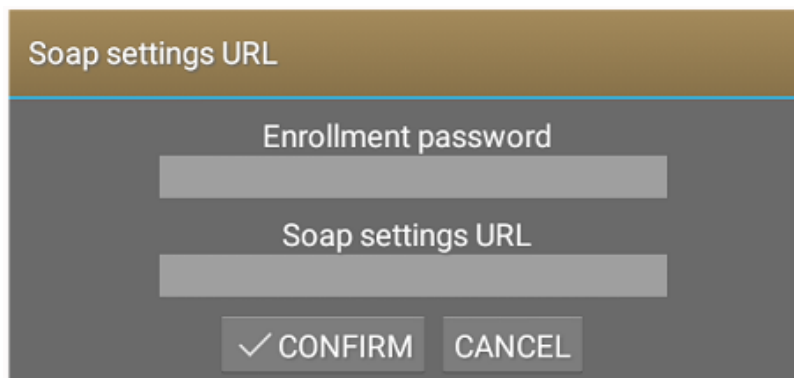 Soap settings URL
Enrollment password
Soap settings URL
CONFIRM CANCEL